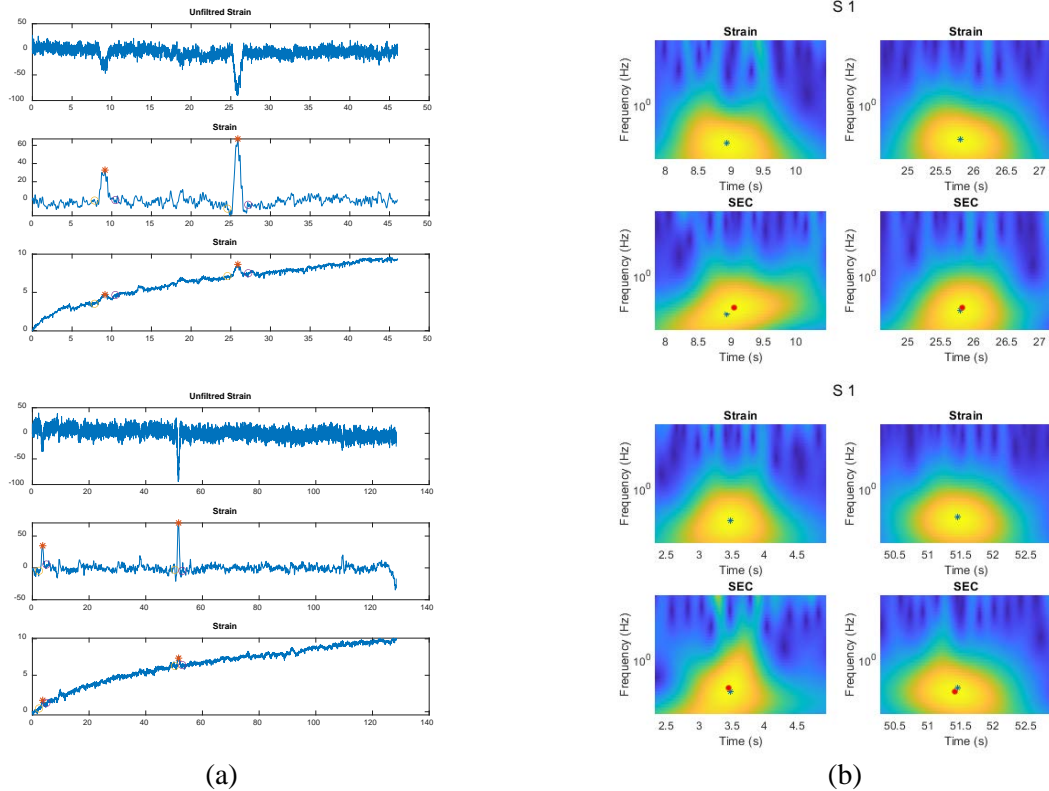 Unfiltred Strain
50
0
-50
-100
0 5 10 15 20 25 30 35 40 45 50
Strain
60
40
20
0
0 5 10 15 20 25 30 35 40 45 50
Strain
10
5
0
0 5 10 15 20 25 30 35 40 45 50
Unfiltred Strain
50
0
-50
-100
0 20 40 60 80 100 120 140
Strain
50
0
-50
0 20 40 60 80 100 120 140
Strain
10
5
0
0 20 40 60 80 100 120 140
(a)
S 1
Strain Strain
Frequency (Hz) Frequency (Hz)
10⁰ 10⁰
8 8.5 9 9.5 10 25 25.5 26 26.5 27
Time (s) Time (s)
SEC SEC
Frequency (Hz) Frequency (Hz)
10⁰ 10⁰
8 8.5 9 9.5 10 25 25.5 26 26.5 27
Time (s) Time (s)
S 1
Strain Strain
Frequency (Hz) Frequency (Hz)
10⁰ 10⁰
2.5 3 3.5 4 4.5 50.5 51 51.5 52 52.5
Time (s) Time (s)
SEC SEC
Frequency (Hz) Frequency (Hz)
10⁰ 10⁰
2.5 3 3.5 4 4.5 50.5 51 51.5 52 52.5
Time (s) Time (s)
(b)